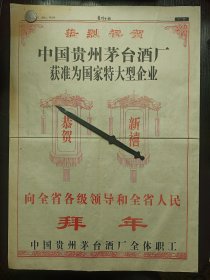 热烈祝贺
中国贵州茅台酒厂
获准为国家特大型企业
恭贺
新禧
向全省各级领导和全省人民
拜年
中国贵州茅台酒厂全体职工